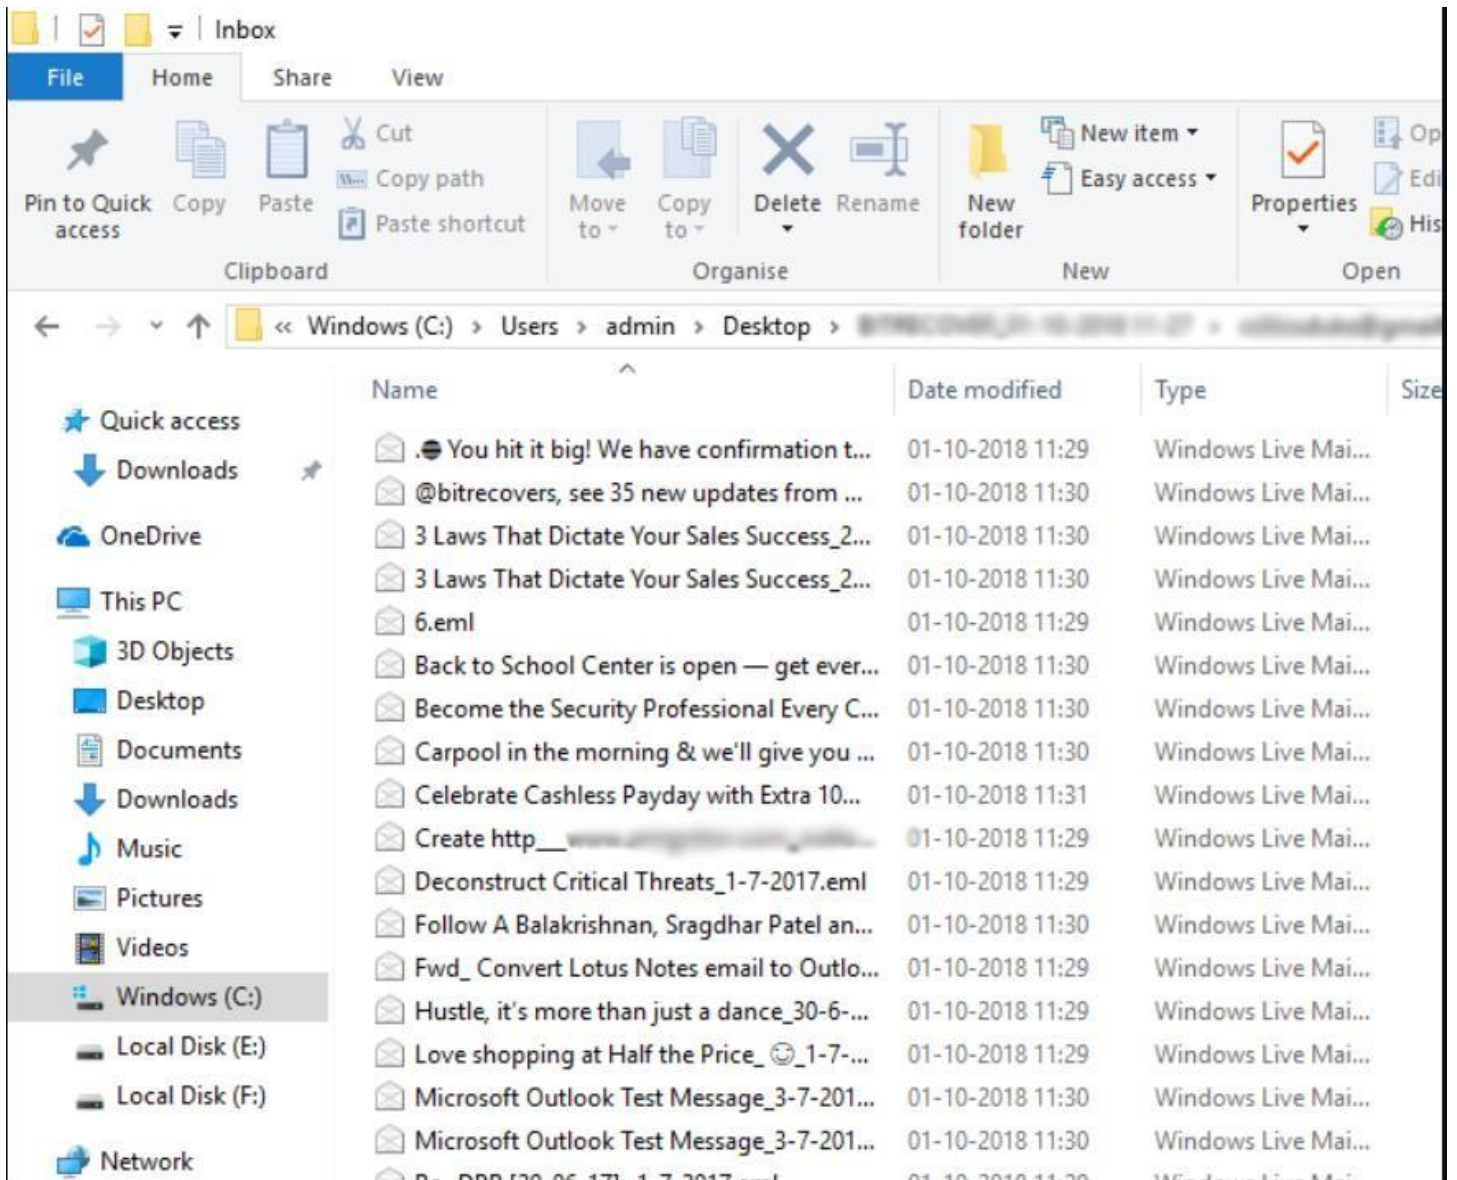 Inbox
File Home Share View
Pin to Quick access
Copy
Paste
Cut
Copy path
Paste shortcut
Clipboard
Move to
Copy to
Delete
Rename
Organise
New folder
New item
Easy access
New
Properties
Op
Edi
His
Open
« Windows (C:) › Users › admin › Desktop ›
Name Date modified Type Size
Quick access
Downloads
OneDrive
This PC
3D Objects
Desktop
Documents
Downloads
Music
Pictures
Videos
Windows (C:)
Local Disk (E:)
Local Disk (F:)
Network
. You hit it big! We have confirmation t... 01-10-2018 11:29 Windows Live Mai...
@bitrecovers, see 35 new updates from ... 01-10-2018 11:30 Windows Live Mai...
3 Laws That Dictate Your Sales Success_2... 01-10-2018 11:30 Windows Live Mai...
3 Laws That Dictate Your Sales Success_2... 01-10-2018 11:30 Windows Live Mai...
6.eml 01-10-2018 11:29 Windows Live Mai...
Back to School Center is open — get ever... 01-10-2018 11:30 Windows Live Mai...
Become the Security Professional Every C... 01-10-2018 11:30 Windows Live Mai...
Carpool in the morning & we'll give you ... 01-10-2018 11:30 Windows Live Mai...
Celebrate Cashless Payday with Extra 10... 01-10-2018 11:31 Windows Live Mai...
Create http__ 01-10-2018 11:29 Windows Live Mai...
Deconstruct Critical Threats_1-7-2017.eml 01-10-2018 11:29 Windows Live Mai...
Follow A Balakrishnan, Sragdhar Patel an... 01-10-2018 11:30 Windows Live Mai...
Fwd_ Convert Lotus Notes email to Outlo... 01-10-2018 11:29 Windows Live Mai...
Hustle, it's more than just a dance_30-6-... 01-10-2018 11:29 Windows Live Mai...
Love shopping at Half the Price_ ☺_1-7-... 01-10-2018 11:29 Windows Live Mai...
Microsoft Outlook Test Message_3-7-201... 01-10-2018 11:30 Windows Live Mai...
Microsoft Outlook Test Message_3-7-201... 01-10-2018 11:30 Windows Live Mai...